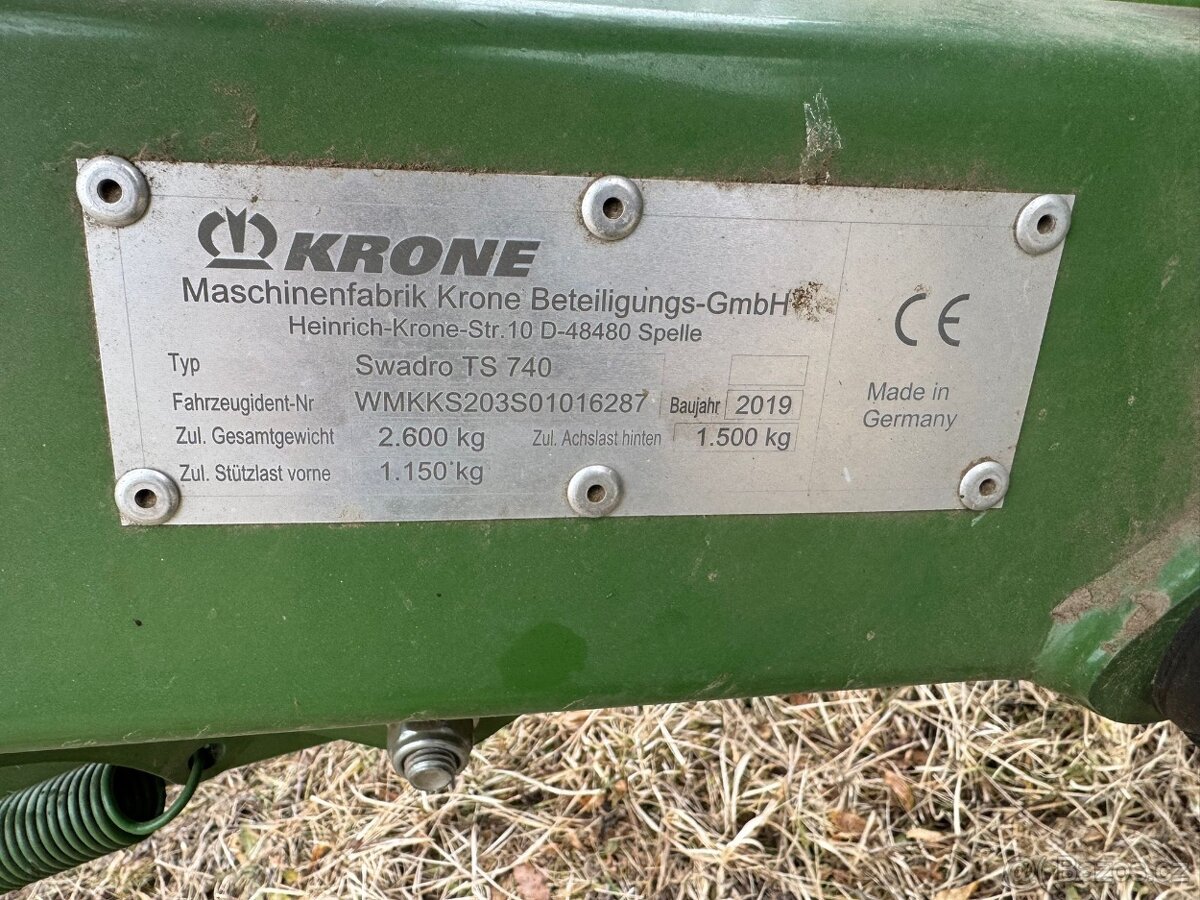 KRONE
Maschinenfabrik Krone Beteiligungs-GmbH
Heinrich-Krone-Str.10 D-48480 Spelle
Typ Swadro TS 740
Fahrzeugident-Nr WMKKS203S01016287 Baujahr 2019
Zul. Gesamtgewicht 2.600 kg Zul. Achslast hinten 1.500 kg
Zul. Stützlast vorne 1.150 kg
CE
Made in
Germany
Bazos.cz